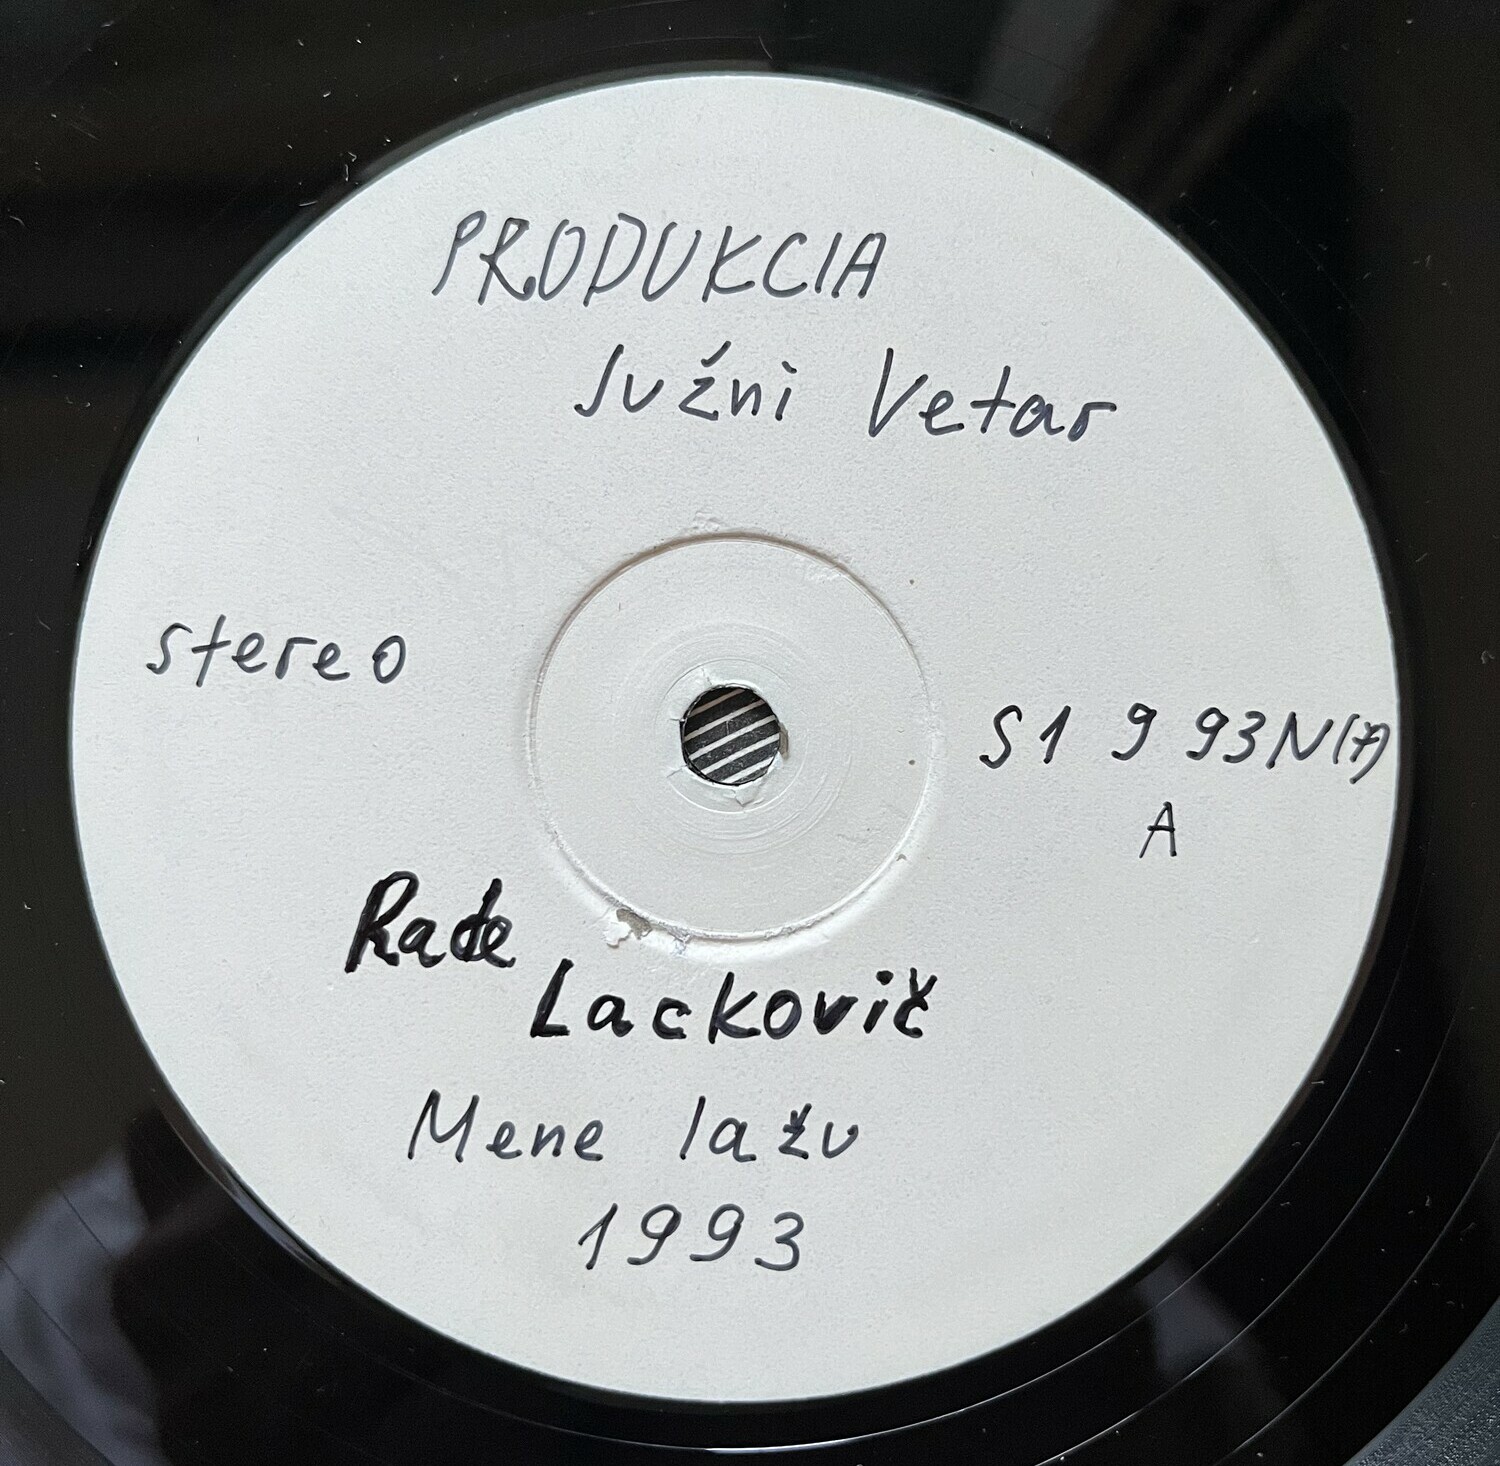 PRODUKCIA
Južni Vetar
stereo
S1 9 93N(7)
A
Rade
Lackovič
Mene lažu
1993